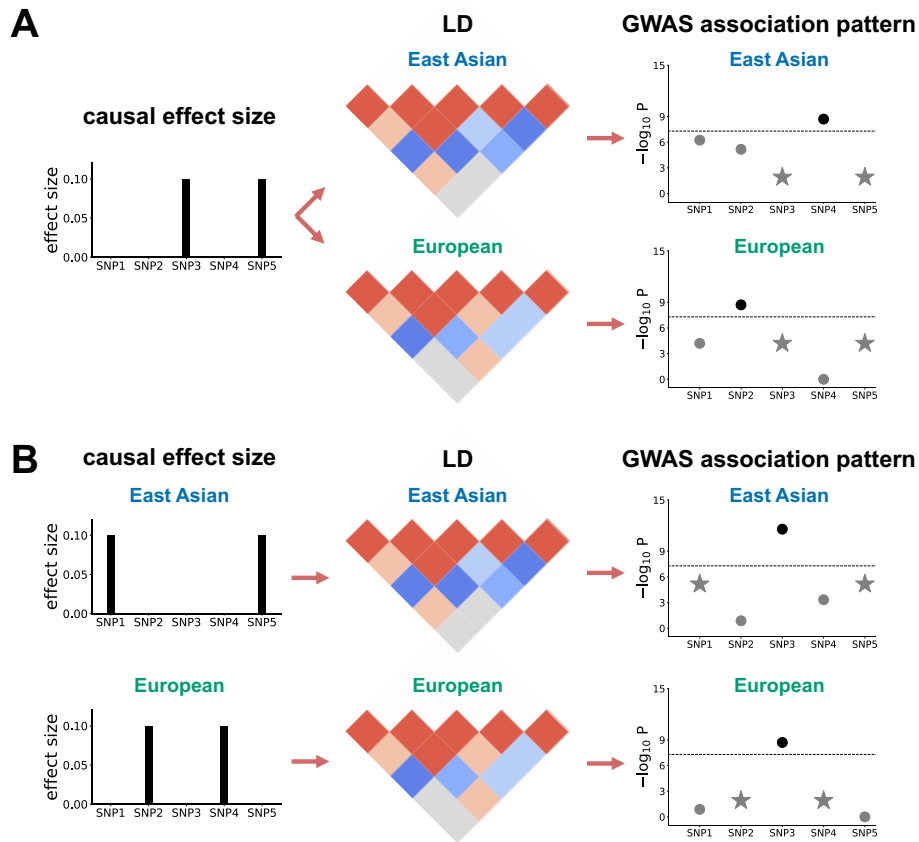 A
LD
GWAS association pattern
East Asian
East Asian
causal effect size
15
9
6
3
0
−log10 P
SNP1 SNP2 SNP3 SNP4 SNP5
0.10
0.05
0.00
effect size
SNP1 SNP2 SNP3 SNP4 SNP5
European
European
15
9
6
3
0
−log10 P
SNP1 SNP2 SNP3 SNP4 SNP5
B
causal effect size
LD
GWAS association pattern
East Asian
East Asian
East Asian
0.10
0.05
0.00
effect size
SNP1 SNP2 SNP3 SNP4 SNP5
15
9
6
3
0
−log10 P
SNP1 SNP2 SNP3 SNP4 SNP5
European
European
European
0.10
0.05
0.00
effect size
SNP1 SNP2 SNP3 SNP4 SNP5
15
9
6
3
0
−log10 P
SNP1 SNP2 SNP3 SNP4 SNP5